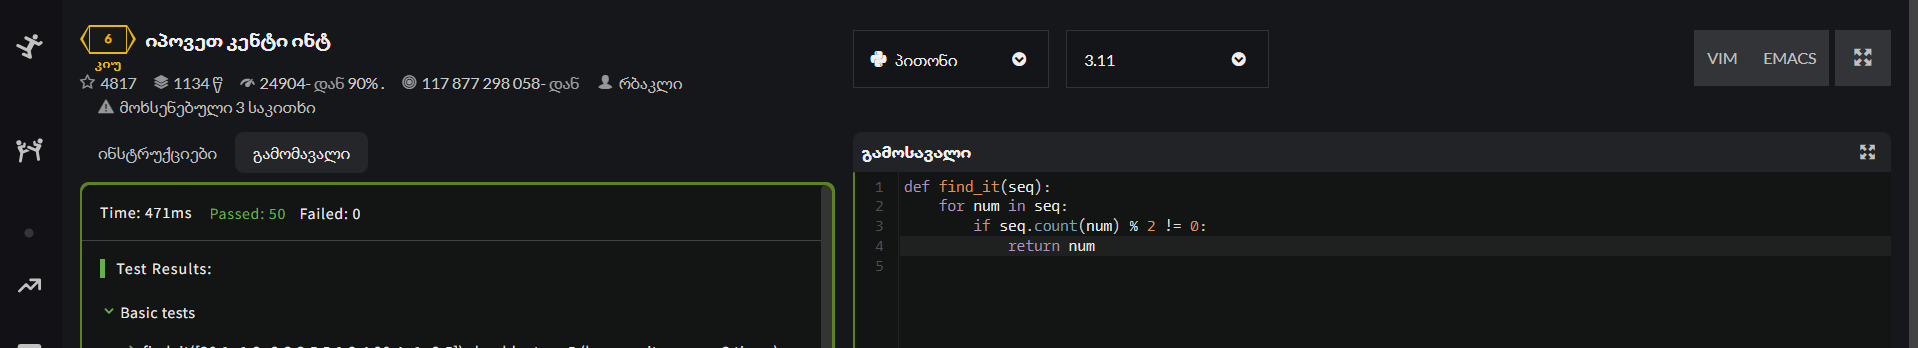 6
კიუ
იპოვეთ კენტი ინტ
4817 1134 წ 24904- დან 90% . 117 877 298 058- დან რბაკლი
მოხსენებული 3 საკითხი
ინსტრუქციები გამომავალი
Time: 471ms Passed: 50 Failed: 0
Test Results:
Basic tests
პითონი 3.11 VIM EMACS
გამოსავალი
1 def find_it(seq):
2 for num in seq:
3 if seq.count(num) % 2 != 0:
4 return num
5